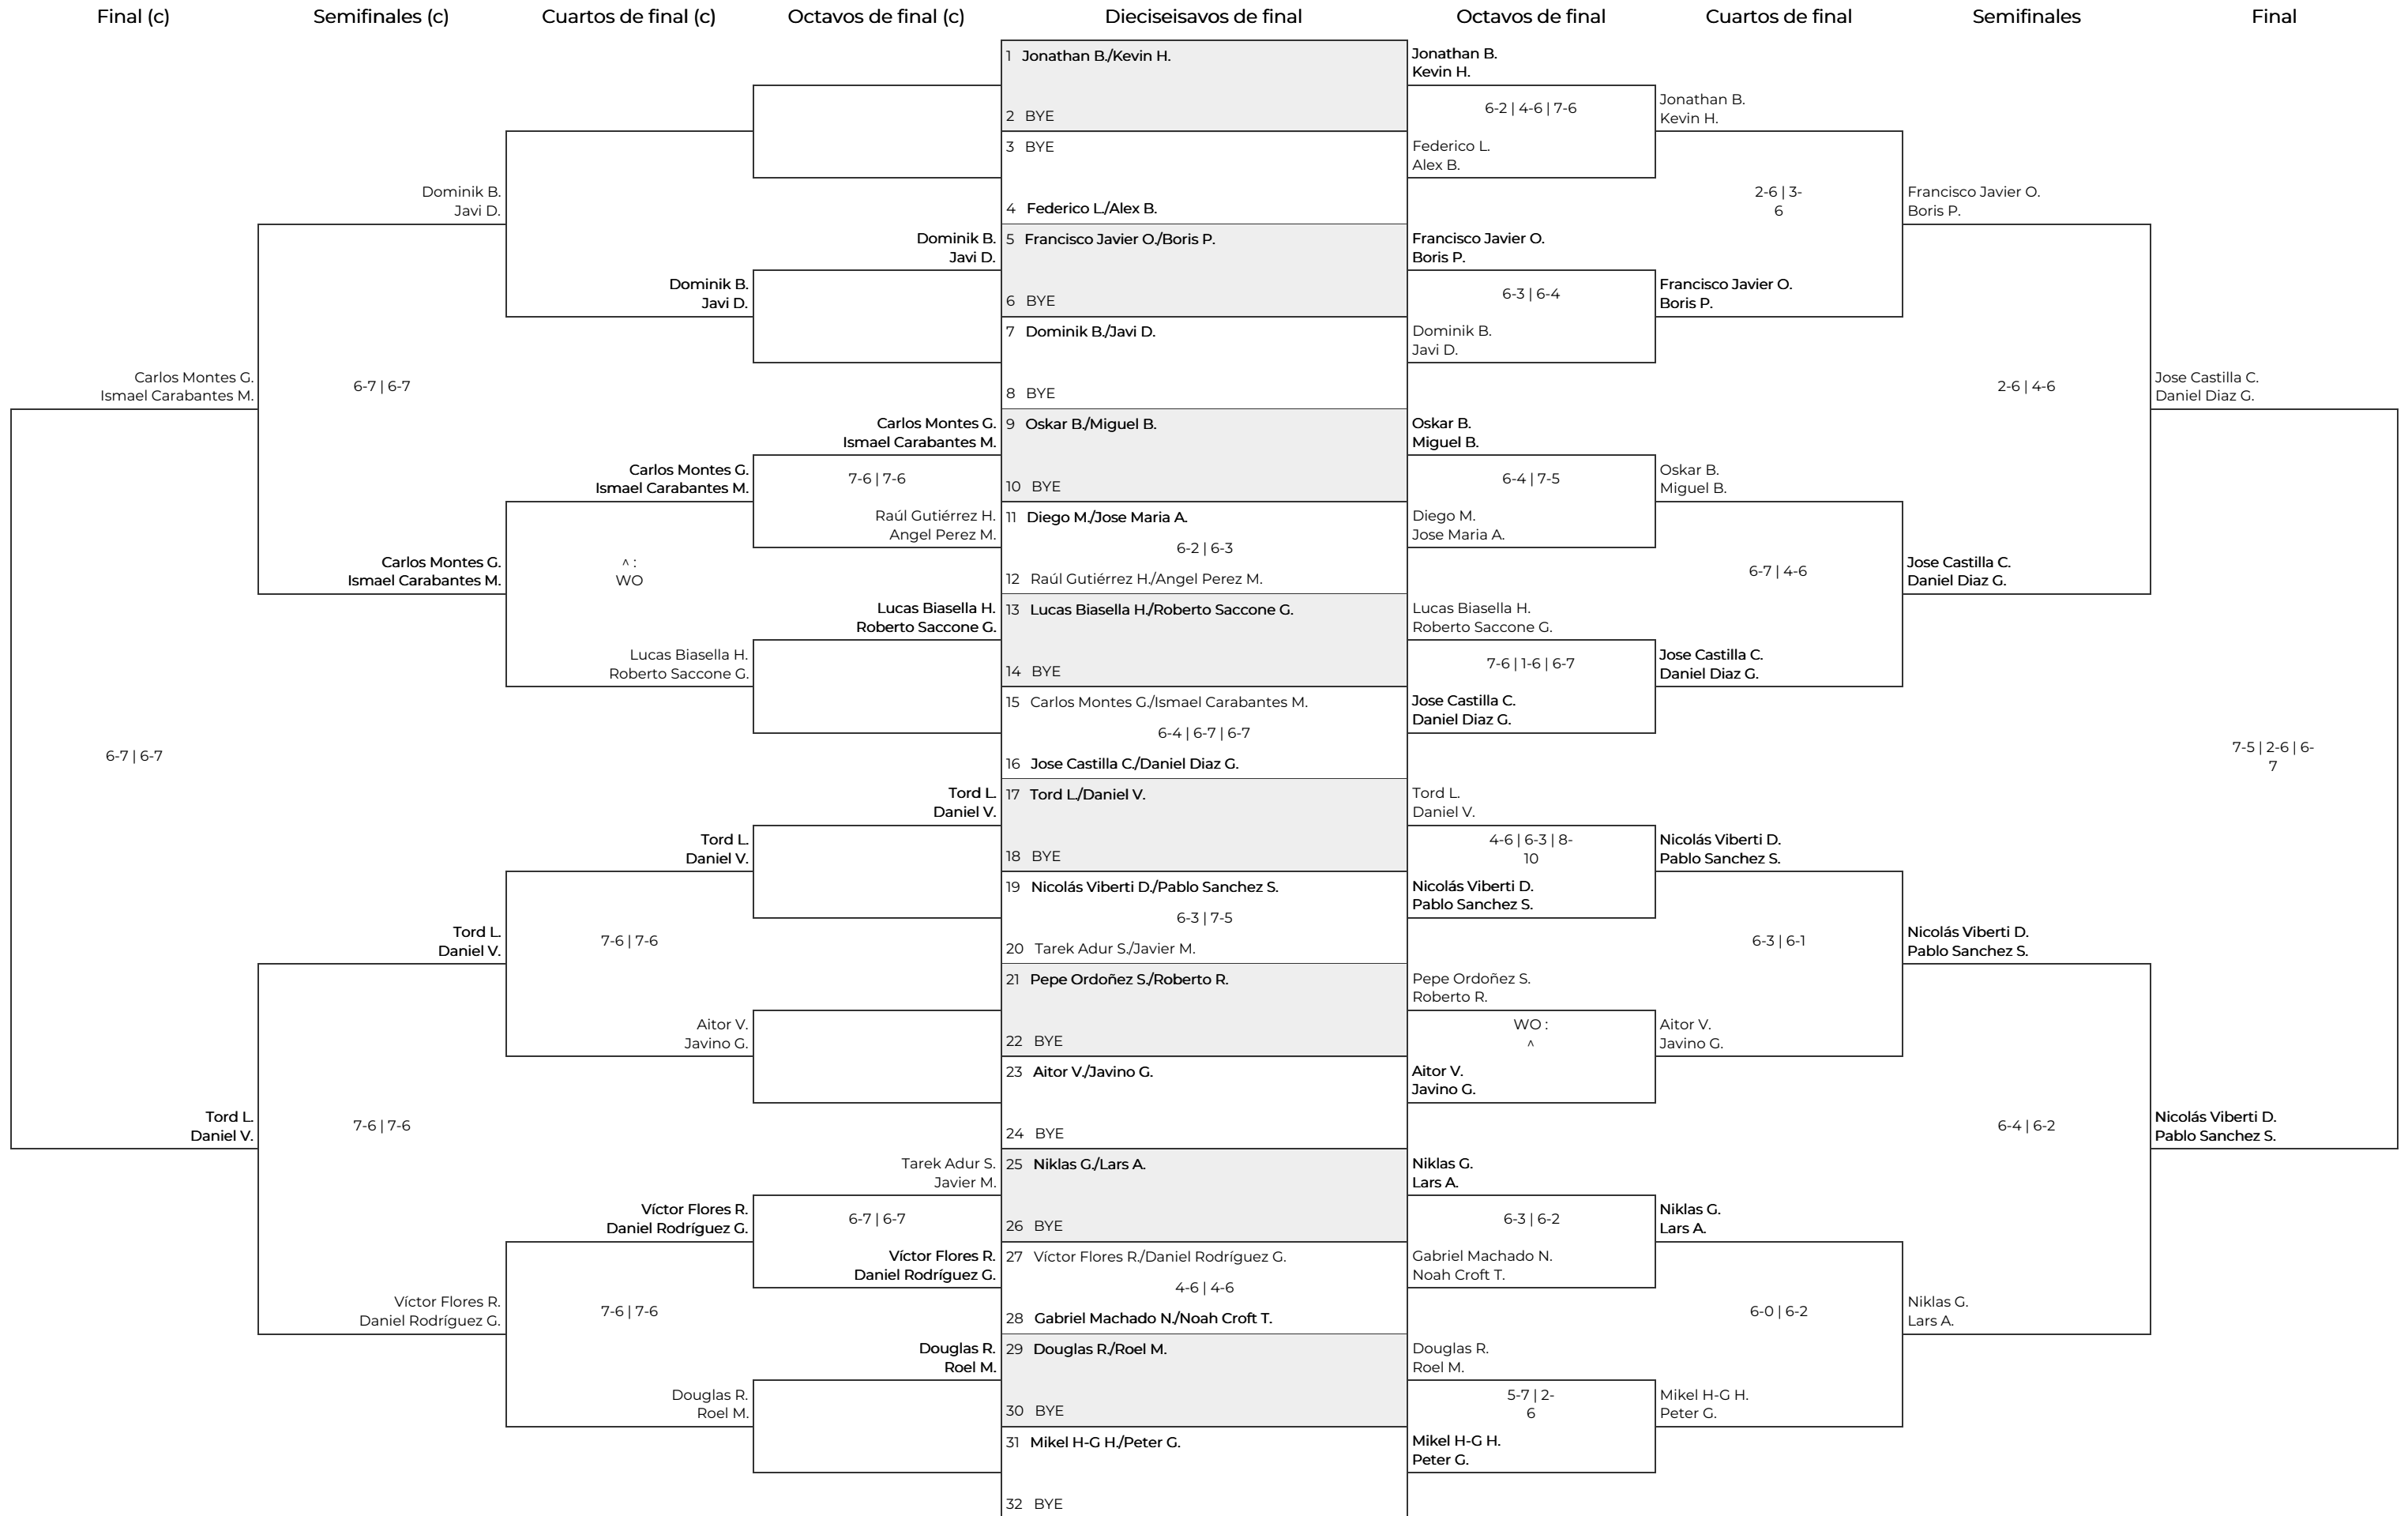 Final (c)
Semifinales (c)
Cuartos de final (c)
Octavos de final (c)
Dieciseisavos de final
Octavos de final
Cuartos de final
Semifinales
Final
Carlos Montes G.
Ismael Carabantes M.
6-7 | 6-7
Tord L.
Daniel V.
Dominik B.
Javi D.
6-7 | 6-7
Carlos Montes G.
Ismael Carabantes M.
Tord L.
Daniel V.
7-6 | 7-6
Víctor Flores R.
Daniel Rodríguez G.
Dominik B.
Javi D.
Carlos Montes G.
Ismael Carabantes M.
^ :
WO
Lucas Biasella H.
Roberto Saccone G.
Tord L.
Daniel V.
7-6 | 7-6
Aitor V.
Javino G.
Víctor Flores R.
Daniel Rodríguez G.
7-6 | 7-6
Douglas R.
Roel M.
Dominik B.
Javi D.
Carlos Montes G.
Ismael Carabantes M.
7-6 | 7-6
Raúl Gutiérrez H.
Angel Perez M.
Lucas Biasella H.
Roberto Saccone G.
Tord L.
Daniel V.
Tarek Adur S.
Javier M.
6-7 | 6-7
Víctor Flores R.
Daniel Rodríguez G.
Douglas R.
Roel M.
1 Jonathan B./Kevin H.
2 BYE
3 BYE
4 Federico L./Alex B.
5 Francisco Javier O./Boris P.
6 BYE
7 Dominik B./Javi D.
8 BYE
9 Oskar B./Miguel B.
10 BYE
11 Diego M./Jose Maria A.
6-2 | 6-3
12 Raúl Gutiérrez H./Angel Perez M.
13 Lucas Biasella H./Roberto Saccone G.
14 BYE
15 Carlos Montes G./Ismael Carabantes M.
6-4 | 6-7 | 6-7
16 Jose Castilla C./Daniel Diaz G.
17 Tord L./Daniel V.
18 BYE
19 Nicolás Viberti D./Pablo Sanchez S.
6-3 | 7-5
20 Tarek Adur S./Javier M.
21 Pepe Ordoñez S./Roberto R.
22 BYE
23 Aitor V./Javino G.
24 BYE
25 Niklas G./Lars A.
26 BYE
27 Víctor Flores R./Daniel Rodríguez G.
4-6 | 4-6
28 Gabriel Machado N./Noah Croft T.
29 Douglas R./Roel M.
30 BYE
31 Mikel H-G H./Peter G.
32 BYE
Jonathan B.
Kevin H.
6-2 | 4-6 | 7-6
Federico L.
Alex B.
Francisco Javier O.
Boris P.
6-3 | 6-4
Dominik B.
Javi D.
Oskar B.
Miguel B.
6-4 | 7-5
Diego M.
Jose Maria A.
Lucas Biasella H.
Roberto Saccone G.
7-6 | 1-6 | 6-7
Jose Castilla C.
Daniel Diaz G.
Tord L.
Daniel V.
4-6 | 6-3 | 8-
10
Nicolás Viberti D.
Pablo Sanchez S.
Pepe Ordoñez S.
Roberto R.
WO :
^
Aitor V.
Javino G.
Niklas G.
Lars A.
6-3 | 6-2
Gabriel Machado N.
Noah Croft T.
Douglas R.
Roel M.
5-7 | 2-
6
Mikel H-G H.
Peter G.
Jonathan B.
Kevin H.
2-6 | 3-
6
Francisco Javier O.
Boris P.
Oskar B.
Miguel B.
6-7 | 4-6
Jose Castilla C.
Daniel Diaz G.
Nicolás Viberti D.
Pablo Sanchez S.
6-3 | 6-1
Aitor V.
Javino G.
Niklas G.
Lars A.
6-0 | 6-2
Mikel H-G H.
Peter G.
Francisco Javier O.
Boris P.
2-6 | 4-6
Jose Castilla C.
Daniel Diaz G.
Nicolás Viberti D.
Pablo Sanchez S.
6-4 | 6-2
Niklas G.
Lars A.
Jose Castilla C.
Daniel Diaz G.
7-5 | 2-6 | 6-
7
Nicolás Viberti D.
Pablo Sanchez S.